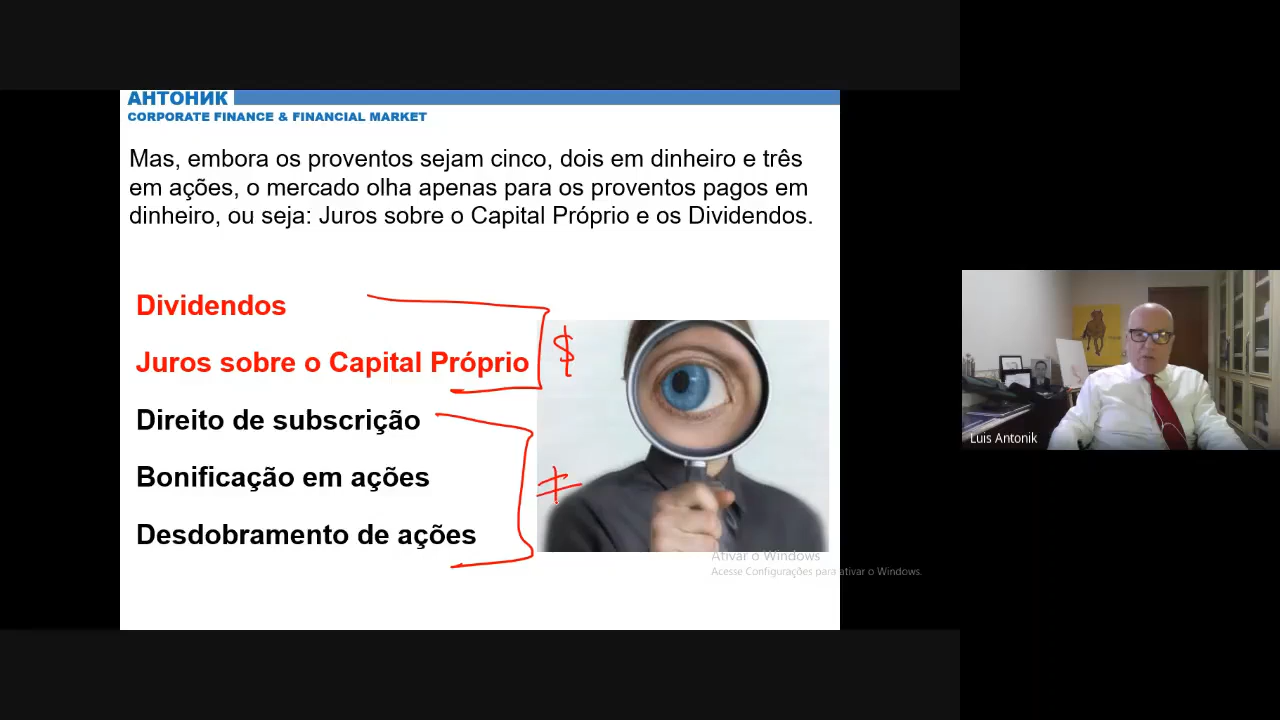 AHTOHИK
CORPORATE FINANCE & FINANCIAL MARKET
Mas, embora os proventos sejam cinco, dois em dinheiro e três
em ações, o mercado olha apenas para os proventos pagos em
dinheiro, ou seja: Juros sobre o Capital Próprio e os Dividendos.
Dividendos
Juros sobre o Capital Próprio
$
Direito de subscrição
Bonificação em ações
Desdobramento de ações
≠
Luis Antonik
Ativar o Windows
Acesse Configurações para ativar o Windows.